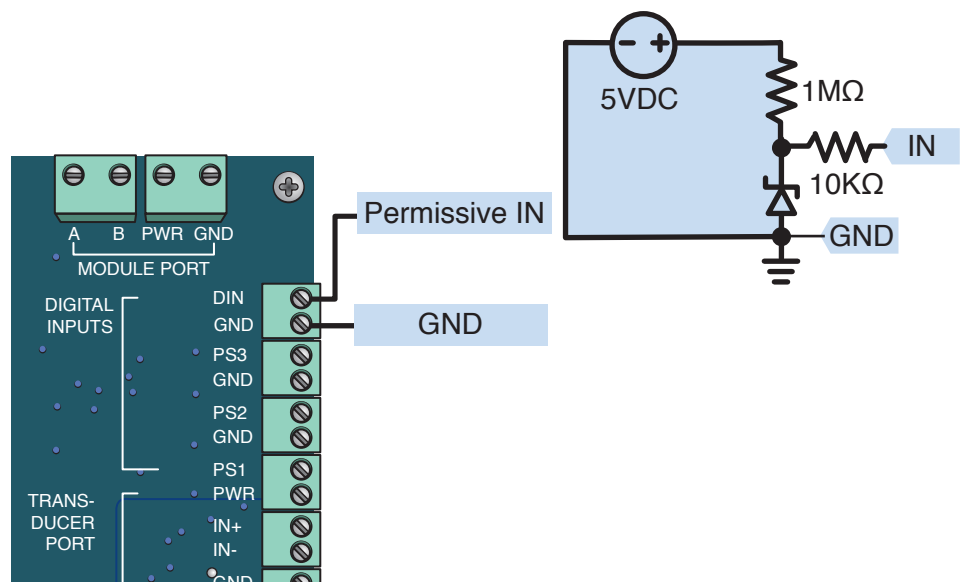 5VDC
1MΩ
IN
10KΩ
GND
A B PWR GND
MODULE PORT
Permissive IN
GND
DIGITAL
INPUTS
DIN
GND
PS3
GND
PS2
GND
PS1
TRANS-
DUCER
PORT
PWR
IN+
IN-
GND